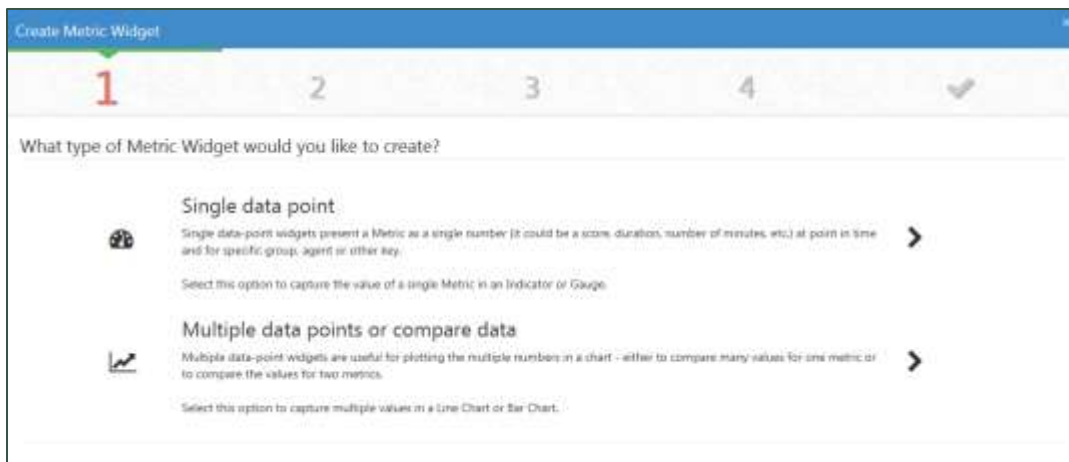 Create Metric Widget
1 2 3 4
What type of Metric Widget would you like to create?
Single data point
Single data-point widgets present a Metric as a single number (it could be a score, duration, number of minutes, etc.) at point in time
and for specific group, agent or other key.
Select this option to capture the value of a single Metric in an Indicator or Gauge.
Multiple data points or compare data
Multiple data-point widgets are useful for plotting the multiple numbers in a chart - either to compare many values for one metric or
to compare the values for two metrics.
Select this option to capture multiple values in a Line Chart or Bar Chart.